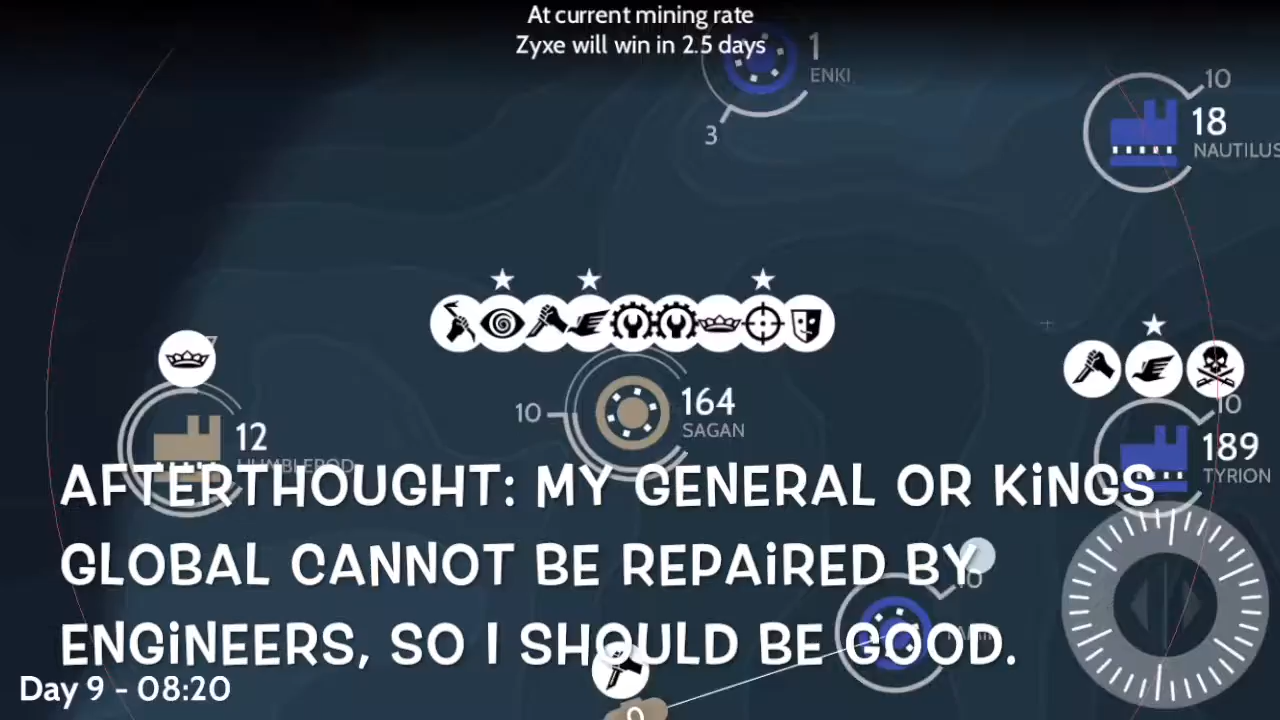 At current mining rate
Zyxe will win in 2.5 days
1
ENKI
3
10
18
NAUTILUS
10
164
SAGAN
12
10
189
TYRION
AFTERTHOUGHT: MY GENERAL OR KINGS
GLOBAL CANNOT BE REPAIRED BY
ENGINEERS, SO I SHOULD BE GOOD.
10
Day 9 - 08:20
9